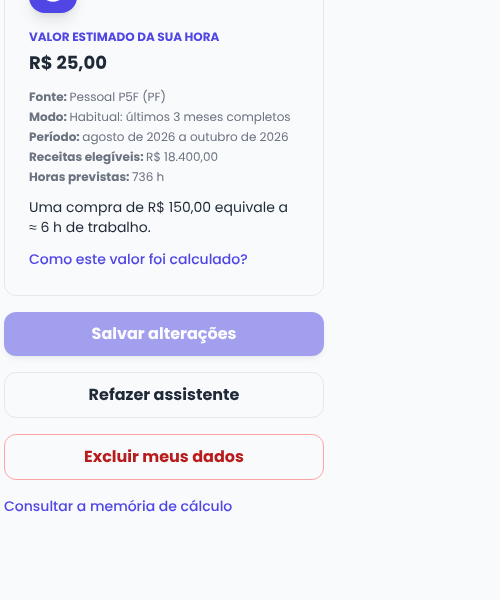 VALOR ESTIMADO DA SUA HORA
R$ 25,00
Fonte: Pessoal P5F (PF)
Modo: Habitual: últimos 3 meses completos
Período: agosto de 2026 a outubro de 2026
Receitas elegíveis: R$ 18.400,00
Horas previstas: 736 h
Uma compra de R$ 150,00 equivale a
≈ 6 h de trabalho.
Como este valor foi calculado?
Salvar alterações
Refazer assistente
Excluir meus dados
Consultar a memória de cálculo